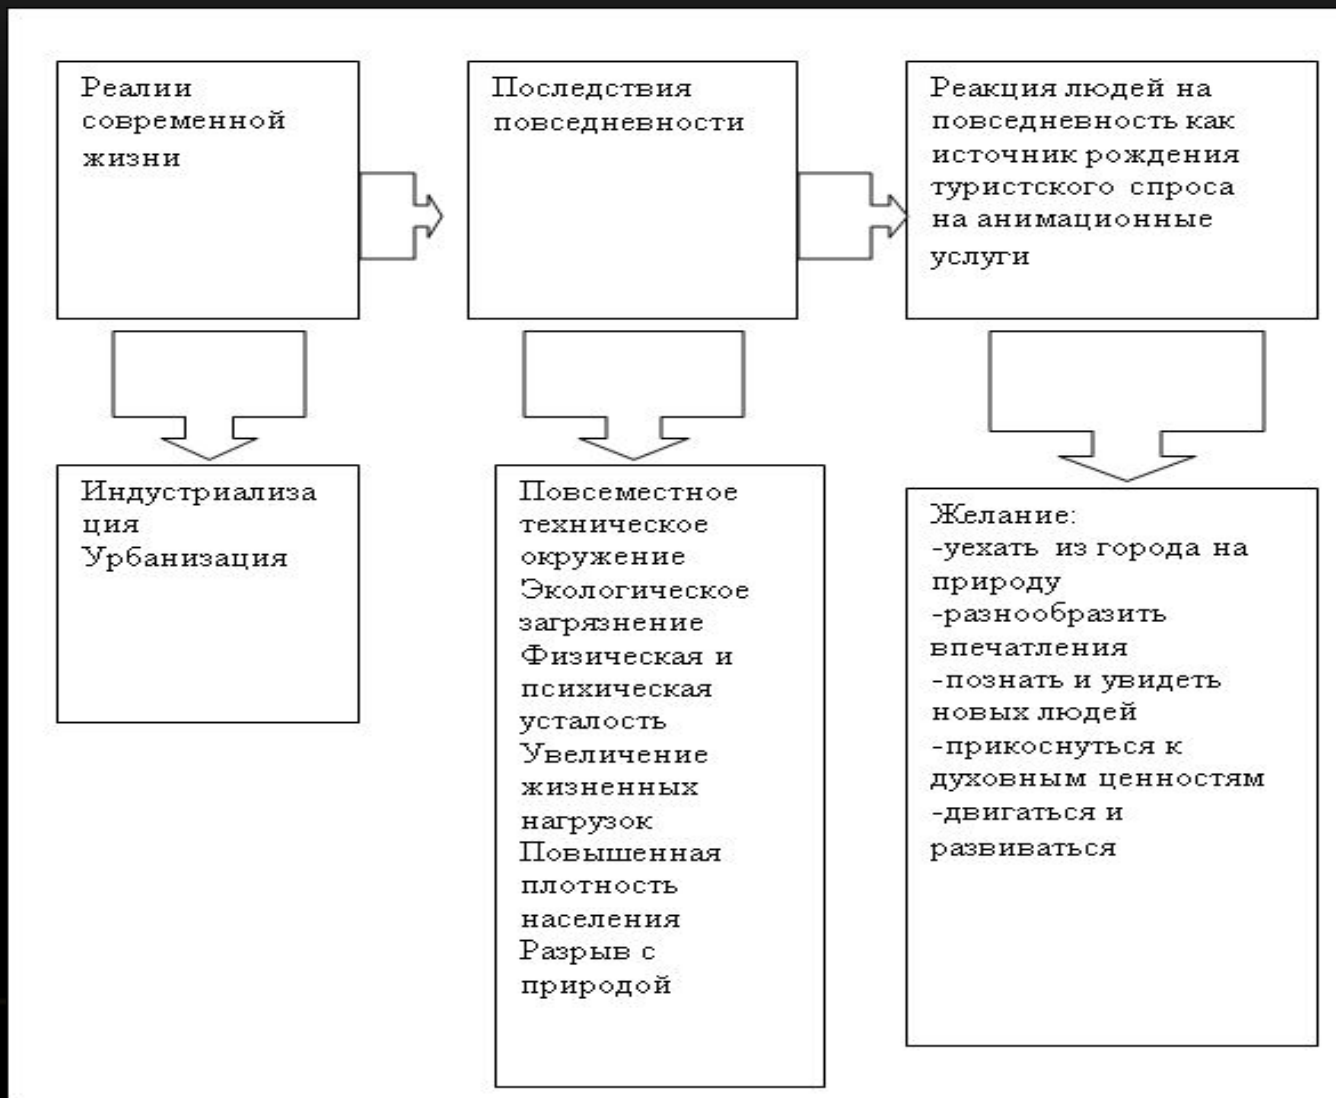 Реалии
современной
жизни
Последствия
повседневности
Реакция людей на
повседневность как
источник рождения
туристского спроса
на анимационные
услуги
Индустриализа
ция
Урбанизация
Повсеместное
техническое
окружение
Экологическое
загрязнение
Физическая и
психическая
усталость
Увеличение
жизненных
нагрузок
Повышенная
плотность
населения
Разрыв с
природой
Желание:
-уехать из города на
природу
-разнообразить
впечатления
-познать и увидеть
новых людей
-прикоснуться к
духовным ценностям
-двигаться и
развиваться